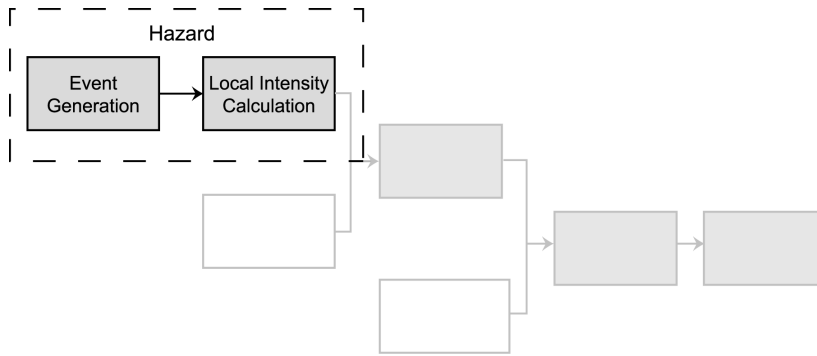 Hazard
Event
Generation
Local Intensity
Calculation